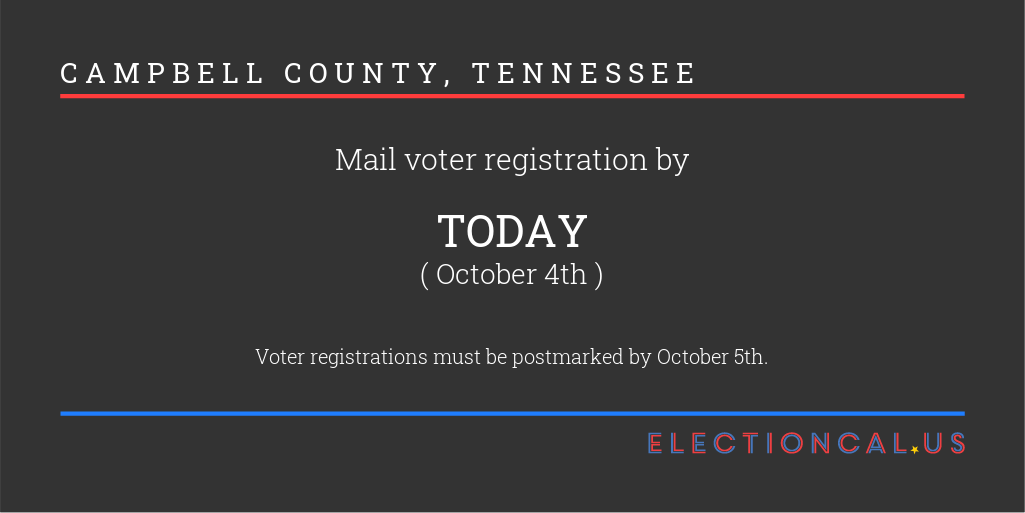 CAMPBELL COUNTY, TENNESSEE
Mail voter registration by
TODAY
( October 4th )
Voter registrations must be postmarked by October 5th.
ELECTIONCAL.US